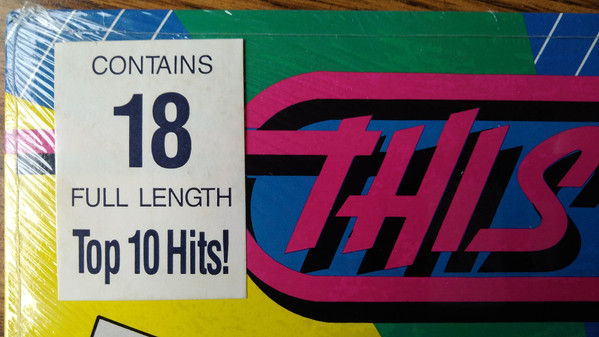 CONTAINS
18
FULL LENGTH
Top 10 Hits!
THIS